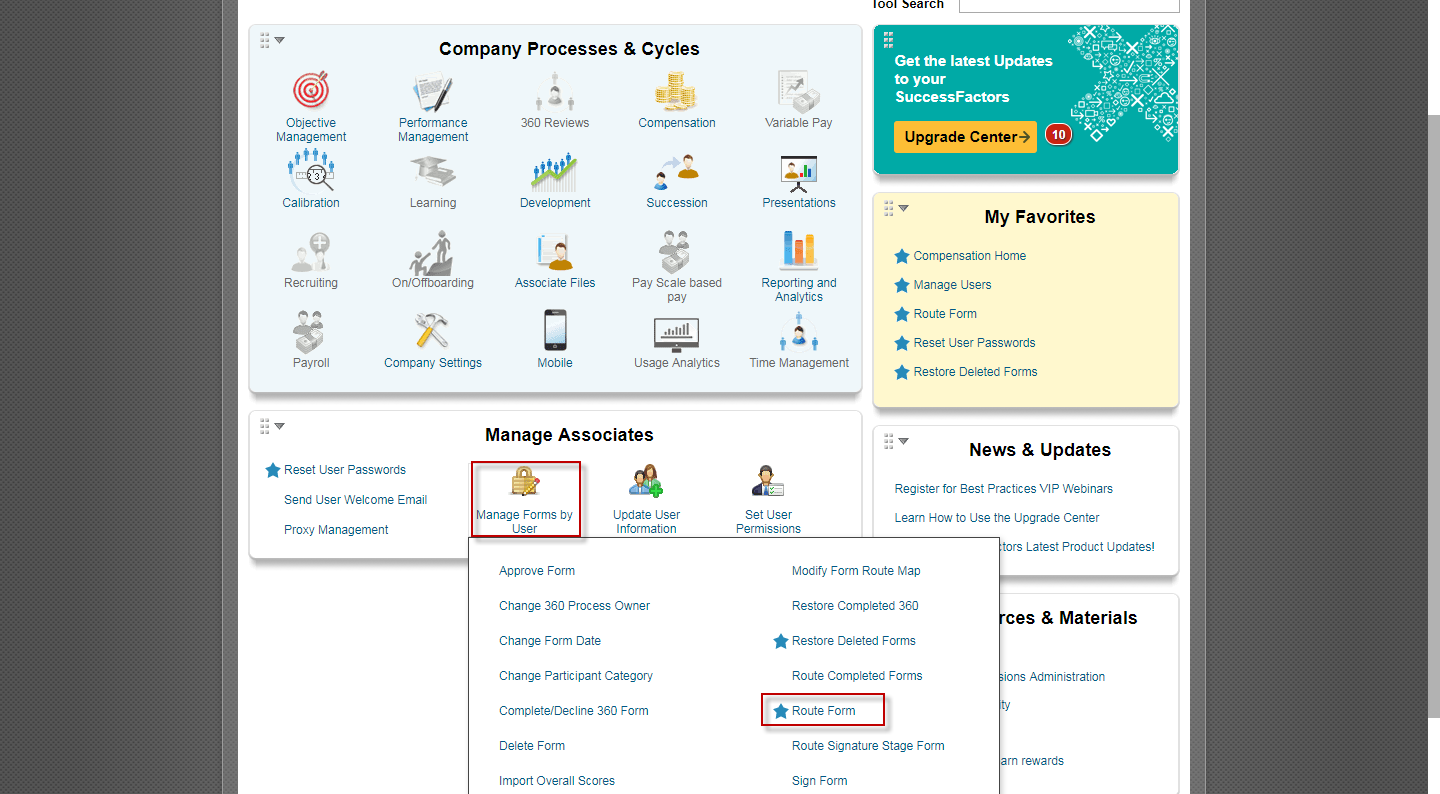 Tool Search
Company Processes & Cycles
Objective
Management
Performance
Management
360 Reviews
Compensation
Variable Pay
3
Calibration
Learning
Development
Succession
Presentations
Recruiting
On/Offboarding
Associate Files
Pay Scale based
pay
Reporting and
Analytics
Payroll
Company Settings
Mobile
Usage Analytics
Time Management
Get the latest Updates
to your
SuccessFactors
Upgrade Center
10
My Favorites
Compensation Home
Manage Users
Route Form
Reset User Passwords
Restore Deleted Forms
Manage Associates
Reset User Passwords
Send User Welcome Email
Proxy Management
Manage Forms by
User
Update User
Information
Set User
Permissions
News & Updates
Register for Best Practices VIP Webinars
Learn How to Use the Upgrade Center
ctors Latest Product Updates!
Approve Form
Change 360 Process Owner
Change Form Date
Change Participant Category
Complete/Decline 360 Form
Delete Form
Import Overall Scores
Modify Form Route Map
Restore Completed 360
Restore Deleted Forms
Route Completed Forms
Route Form
Route Signature Stage Form
Sign Form
rces & Materials
sions Administration
ity
arn rewards